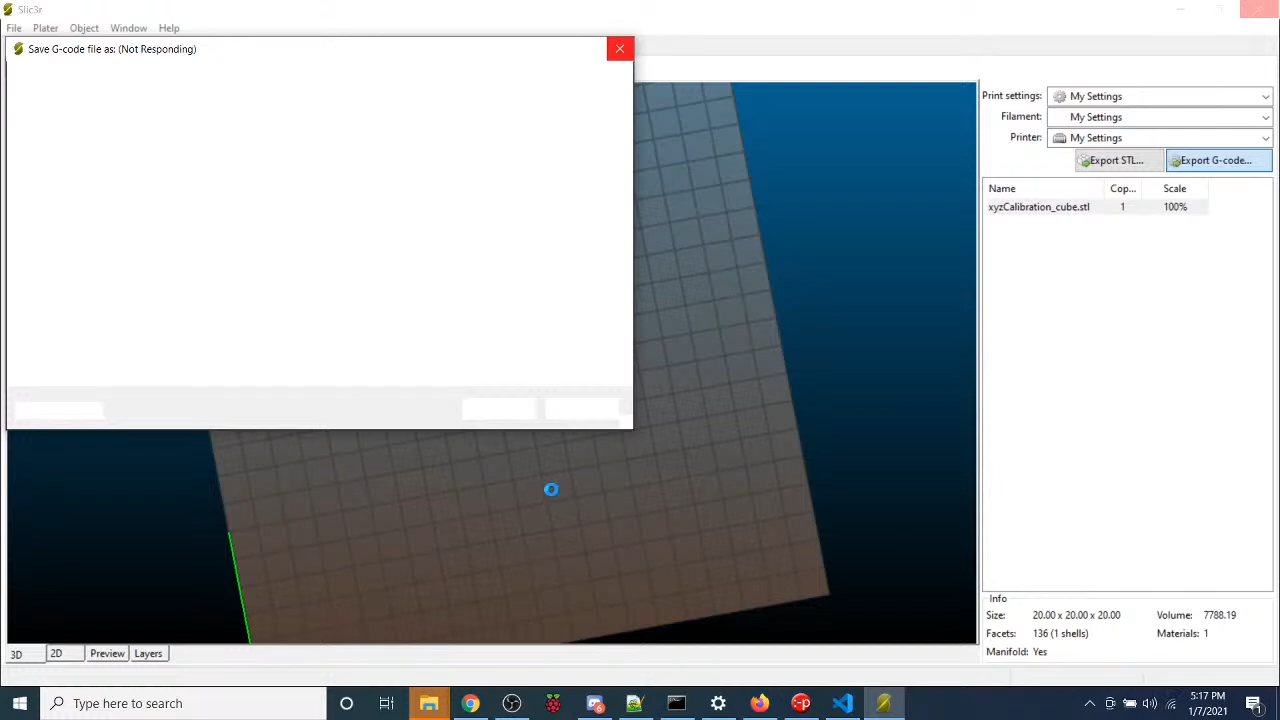 Slic3r
File Plater Object Window Help
Save G-code file as: (Not Responding)
Print settings: My Settings
Filament: My Settings
Printer: My Settings
Export STL... Export G-code...
Name Cop... Scale
xyzCalibration_cube.stl 1 100%
Info
Size: 20.00 x 20.00 x 20.00 Volume: 7788.19
Facets: 136 (1 shells) Materials: 1
Manifold: Yes
3D 2D Preview Layers
Type here to search
5:17 PM
1/7/2021